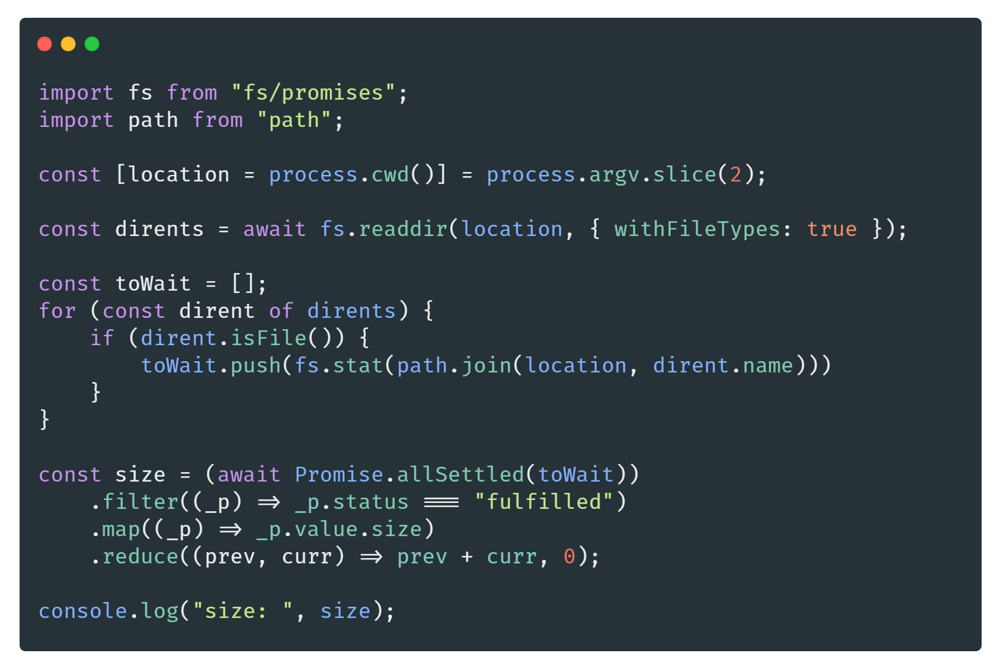 import fs from "fs/promises";
import path from "path";

const [location = process.cwd()] = process.argv.slice(2);

const dirents = await fs.readdir(location, { withFileTypes: true });

const toWait = [];
for (const dirent of dirents) {
    if (dirent.isFile()) {
        toWait.push(fs.stat(path.join(location, dirent.name)))
    }
}

const size = (await Promise.allSettled(toWait))
    .filter((_p) => _p.status === "fulfilled")
    .map((_p) => _p.value.size)
    .reduce((prev, curr) => prev + curr, 0);

console.log("size: ", size);